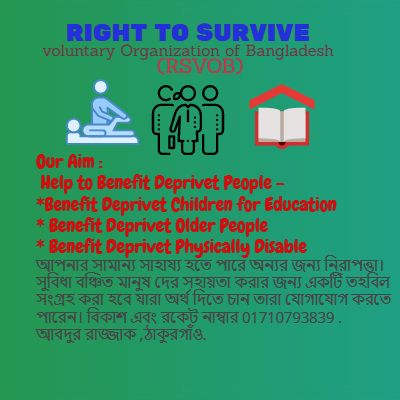 RIGHT TO SURVIVE
voluntary Organization of Bangladesh
(RSVOB)
Our Aim :
Help to Benefit Deprivet People -
*Benefit Deprivet Children for Education
* Benefit Deprivet Older People
* Benefit Deprivet Physically Disable
আপনার সামান্য সাহায্য হতে পারে অন্যর জন্য নিরাপত্তা।
সুবিধা বঞ্চিত মানুষ দের সহায়তা করার জন্য একটি তহবিল
সংগ্রহ করা হবে যারা অর্থ দিতে চান তারা যোগাযোগ করতে
পারেন। বিকাশ এবং রকেট নাম্বার 01710793839 .
আবদুর রাজ্জাক ,ঠাকুরগাঁও.